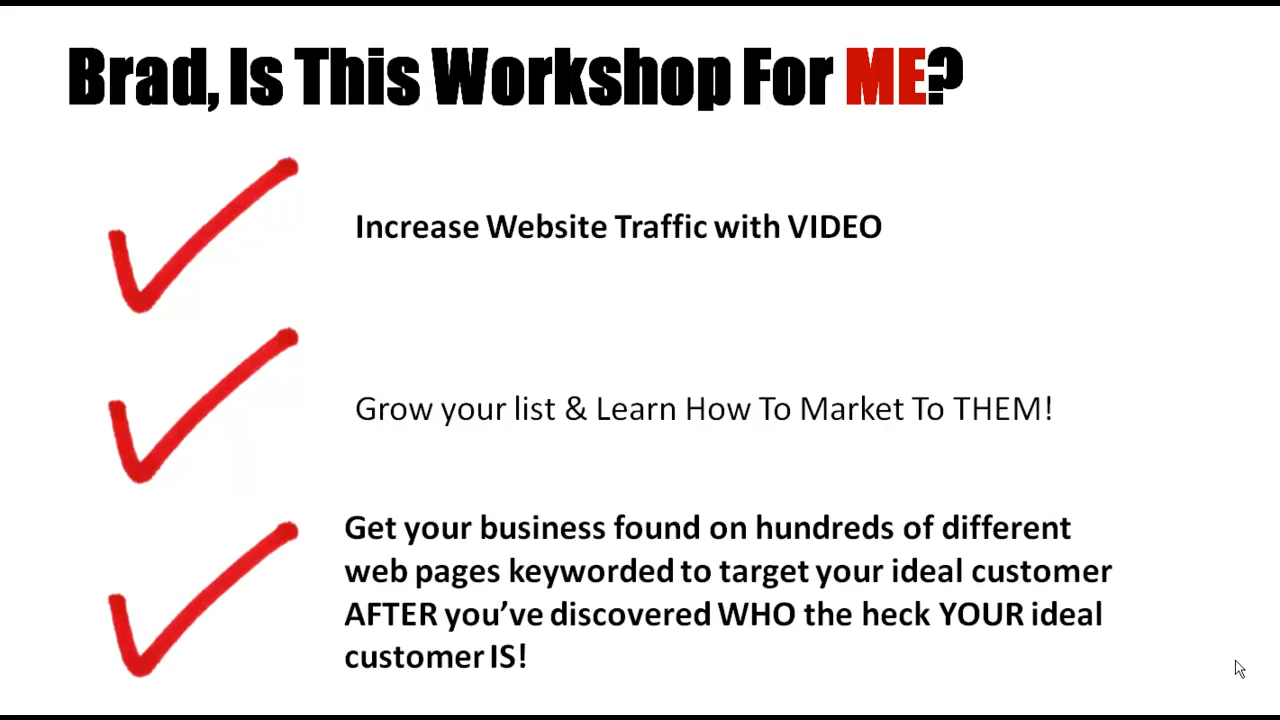 Brad, Is This Workshop For ME?
Increase Website Traffic with VIDEO
Grow your list & Learn How To Market To THEM!
Get your business found on hundreds of different
web pages keyworded to target your ideal customer
AFTER you’ve discovered WHO the heck YOUR ideal
customer IS!